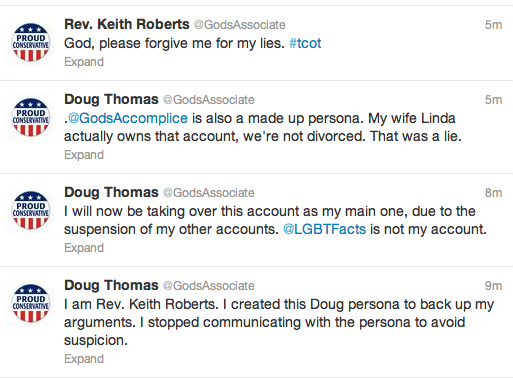 PROUD
CONSERVATIVE
Rev. Keith Roberts @GodsAssociate 5m
God, please forgive me for my lies. #tcot
Expand
PROUD
CONSERVATIVE
Doug Thomas @GodsAssociate 5m
.@GodsAccomplice is also a made up persona. My wife Linda
actually owns that account, we're not divorced. That was a lie.
Expand
PROUD
CONSERVATIVE
Doug Thomas @GodsAssociate 8m
I will now be taking over this account as my main one, due to the
suspension of my other accounts. @LGBTFacts is not my account.
Expand
PROUD
CONSERVATIVE
Doug Thomas @GodsAssociate 9m
I am Rev. Keith Roberts. I created this Doug persona to back up my
arguments. I stopped communicating with the persona to avoid
suspicion.
Expand